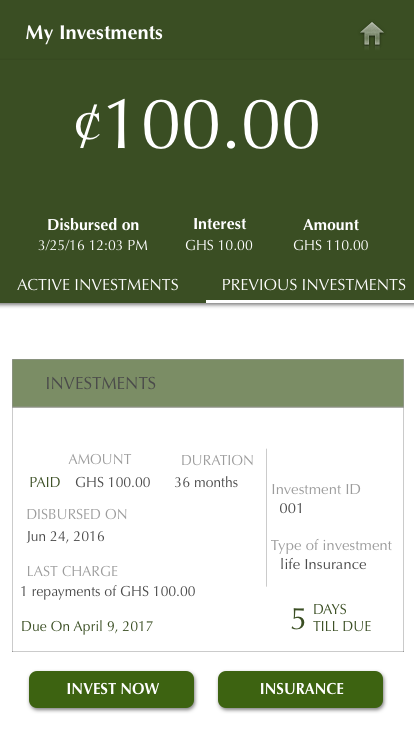 My Investments
¢100.00
Disbursed on Interest Amount
3/25/16 12:03 PM GHS 10.00 GHS 110.00
ACTIVE INVESTMENTS PREVIOUS INVESTMENTS
INVESTMENTS
AMOUNT DURATION
PAID GHS 100.00 36 months
DISBURSED ON
Jun 24, 2016
LAST CHARGE
1 repayments of GHS 100.00
Due On April 9, 2017
Investment ID
001
Type of investment
life Insurance
5 DAYS
TILL DUE
INVEST NOW INSURANCE